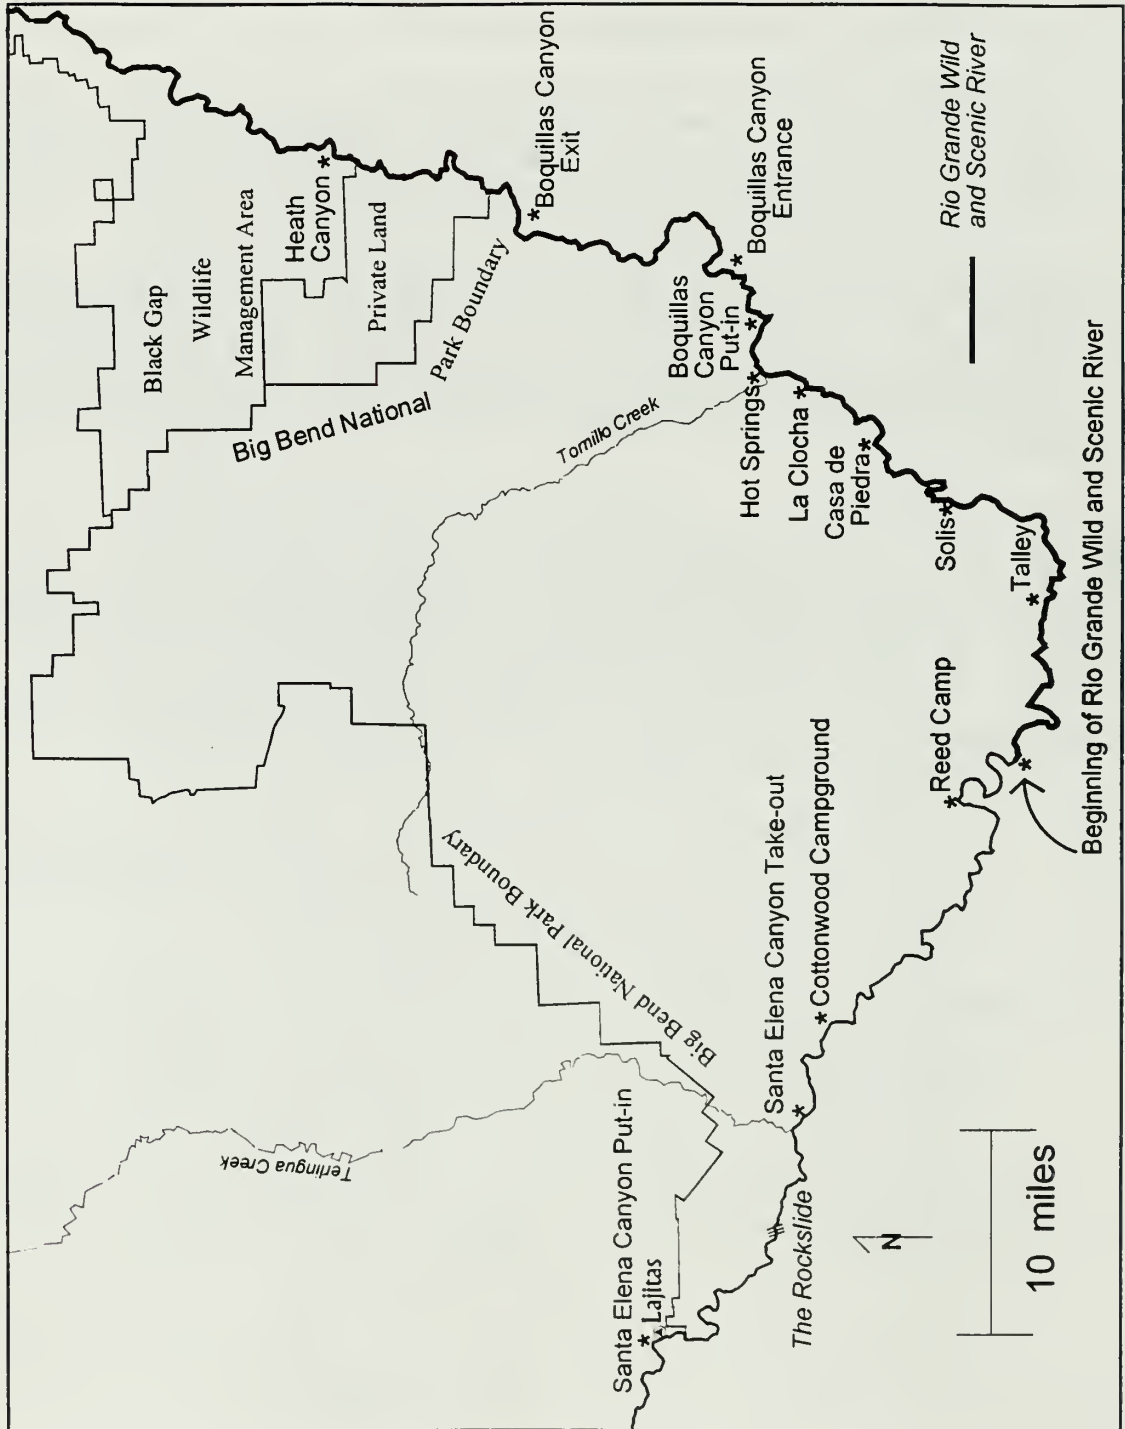 Black Gap
Wildlife
Management Area
Heath
Canyon
Private Land
Big Bend National
Park Boundary
Terlingua Creek
Big Bend National Park Boundary
Boquillas Canyon
Exit
Tornillo Creek
Santa Elena Canyon Put-in
Lajitas
Boquillas
Canyon
Put-in
Boquillas Canyon
Entrance
Hot Springs
La Clocha
Casa de
Piedra
Santa Elena Canyon Take-out
Cottonwood Campground
The Rockslide
N
Solis
Reed Camp
Talley
Rio Grande Wild
and Scenic River
10 miles
Beginning of Rio Grande Wild and Scenic River